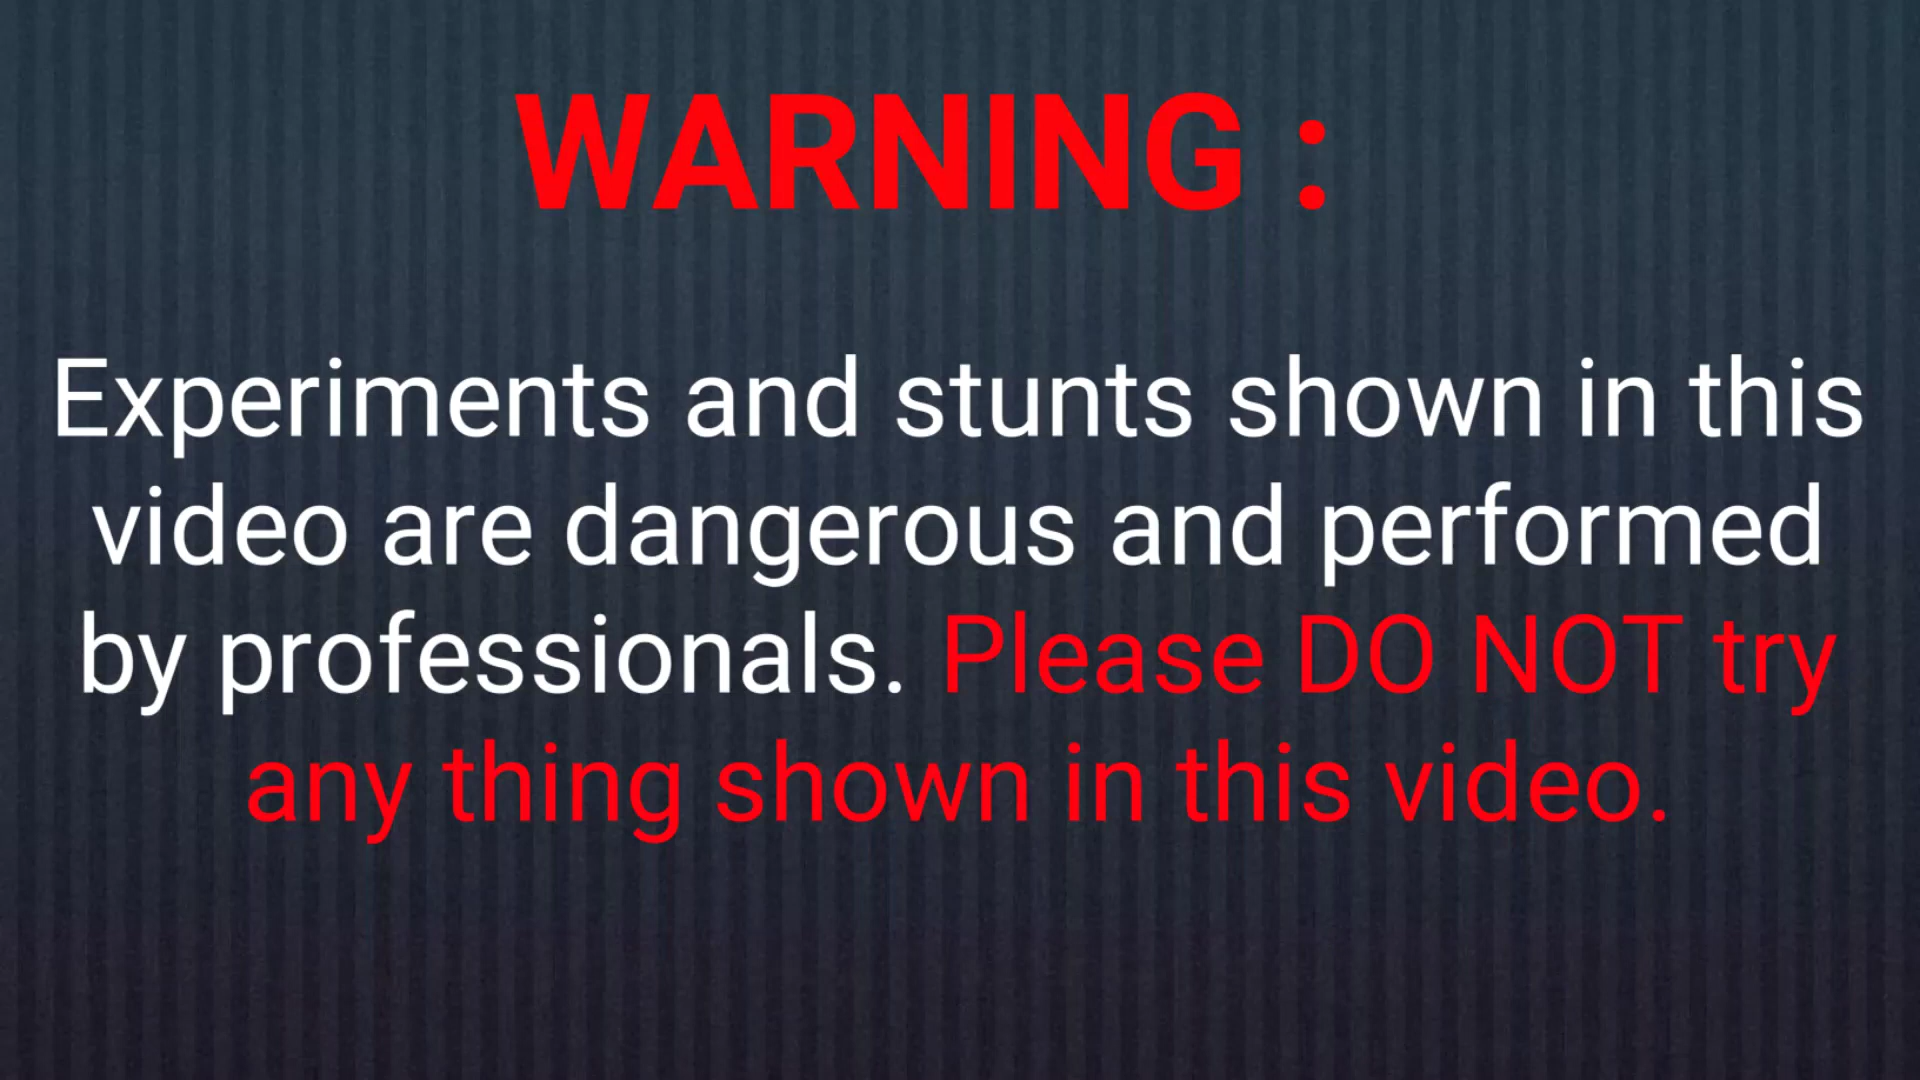 WARNING :
Experiments and stunts shown in this
video are dangerous and performed
by professionals. Please DO NOT try
any thing shown in this video.